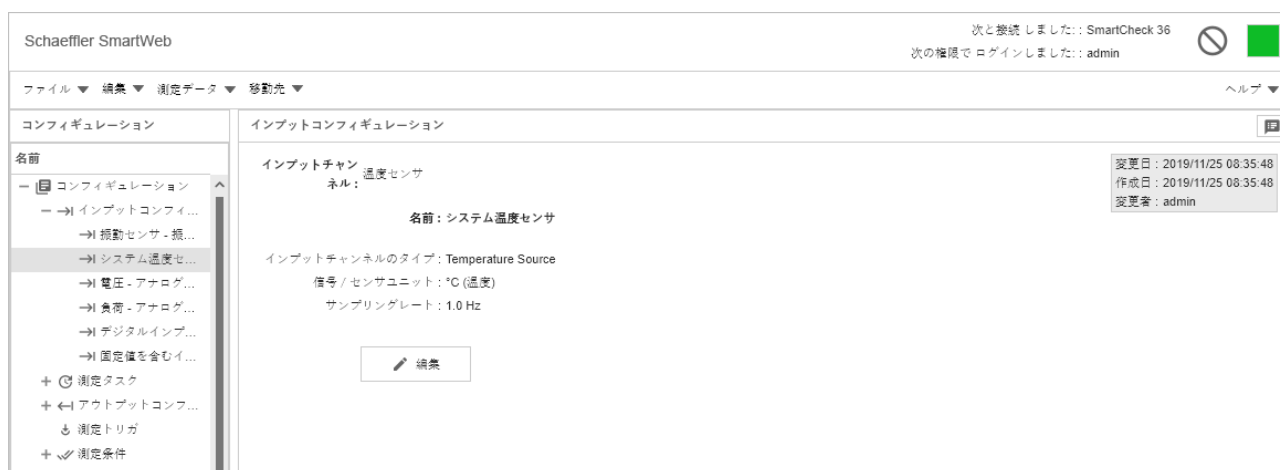 Schaeffler SmartWeb
次と接続 しました: : SmartCheck 36
次の権限で ログインしました: : admin
ファイル ▼ 編集 ▼ 測定データ ▼ 移動先 ▼ ヘルプ ▼
コンフィギュレーション
インプットコンフィギュレーション
名前
コンフィギュレーション
インプットコンフィ...
振動センサ - 振...
システム温度セ...
電圧 - アナログ...
負荷 - アナログ...
デジタルインプ...
固定値を含むイ...
測定タスク
アウトプットコンフ...
測定トリガ
測定条件
インプットチャン
ネル : 温度センサ
名前 : システム温度センサ
インプットチャンネルのタイプ : Temperature Source
信号 / センサユニット : °C (温度)
サンプリングレート : 1.0 Hz
編集
変更日 : 2019/11/25 08:35:48
作成日 : 2019/11/25 08:35:48
変更者 : admin